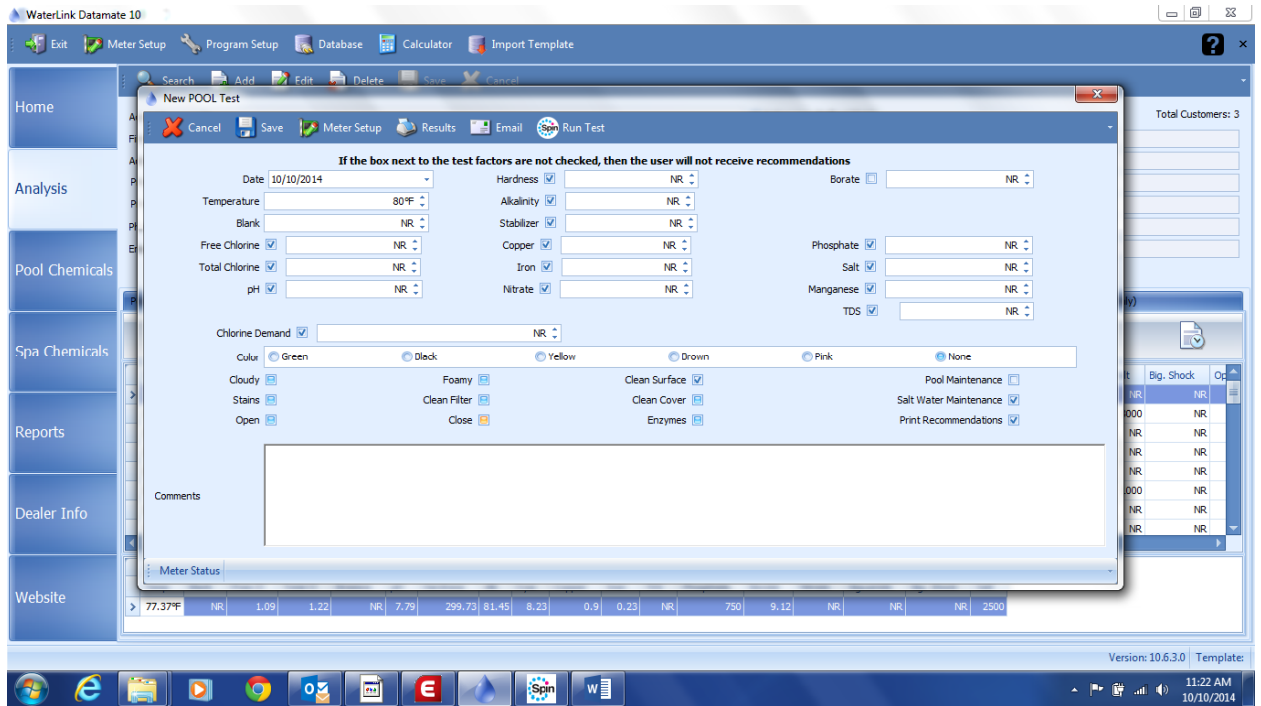 WaterLink Datamate 10
Exit Meter Setup Program Setup Database Calculator Import Template
Search Add Edit Delete Save Cancel
Home
Analysis
Pool Chemicals
Spa Chemicals
Reports
Dealer Info
Website
Total Customers: 3
New POOL Test
Cancel Save Meter Setup Results Email Spin Run Test
If the box next to the test factors are not checked, then the user will not receive recommendations
Date 10/10/2014 Hardness NR Borate NR
Temperature 80°F Alkalinity NR
Blank NR Stabilizer NR
Free Chlorine NR Copper NR Phosphate NR
Total Chlorine NR Iron NR Salt NR
pH NR Nitrate NR Manganese NR
TDS NR
Chlorine Demand NR
Color Green Black Yellow Brown Pink None
Cloudy Foamy Clean Surface Pool Maintenance
Stains Clean Filter Clean Cover Salt Water Maintenance
Open Close Enzymes Print Recommendations
Comments
Meter Status
Big. Shock
NR NR
NR
NR NR
NR NR
NR NR
NR
NR NR
NR NR
77.37°F NR 1.09 1.22 NR 7.79 299.73 81.45 8.23 0.9 0.23 NR 750 9.12 NR NR NR 2500
Version: 10.6.3.0 Template:
Spin
11:22 AM
10/10/2014